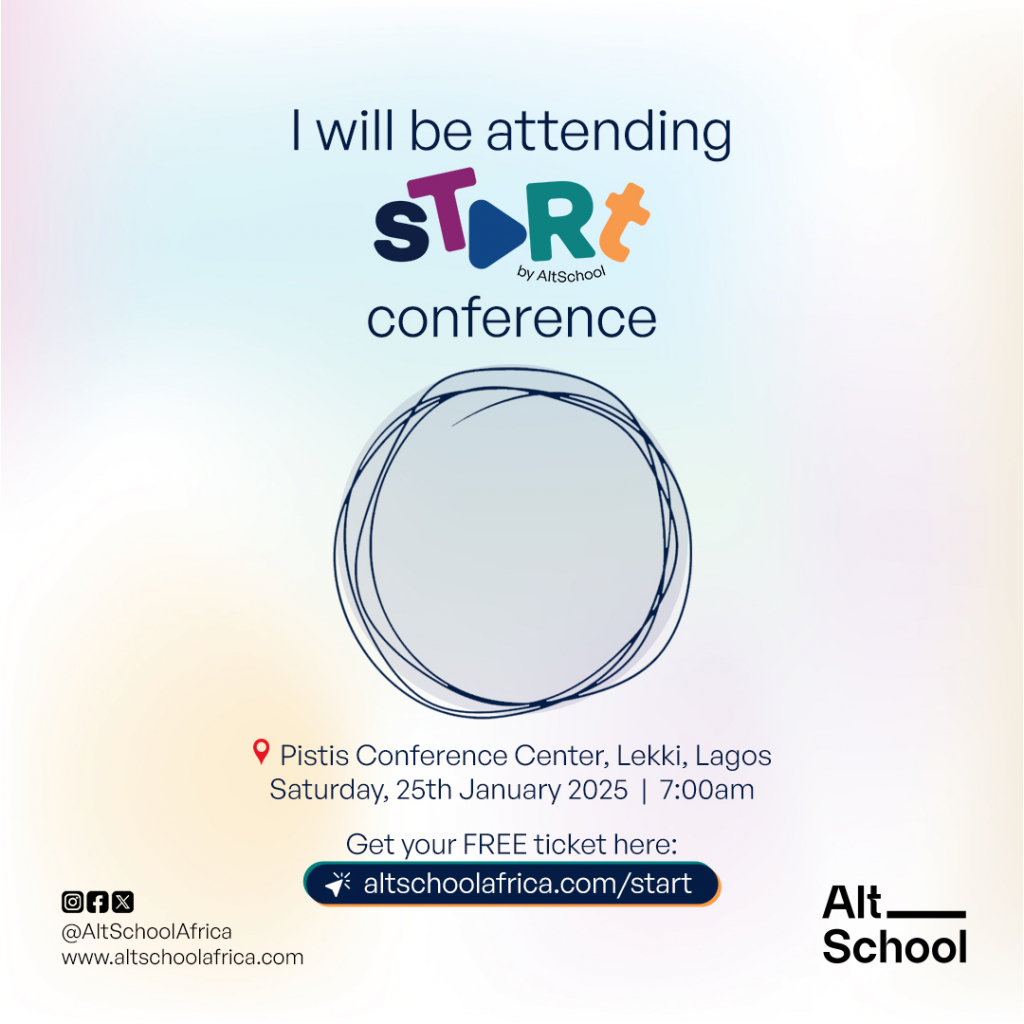 I will be attending
sTaRt
by AltSchool
conference
Pistis Conference Center, Lekki, Lagos
Saturday, 25th January 2025 | 7:00am
Get your FREE ticket here:
altschoolafrica.com/start
@AltSchoolAfrica
www.altschoolafrica.com
Alt
School